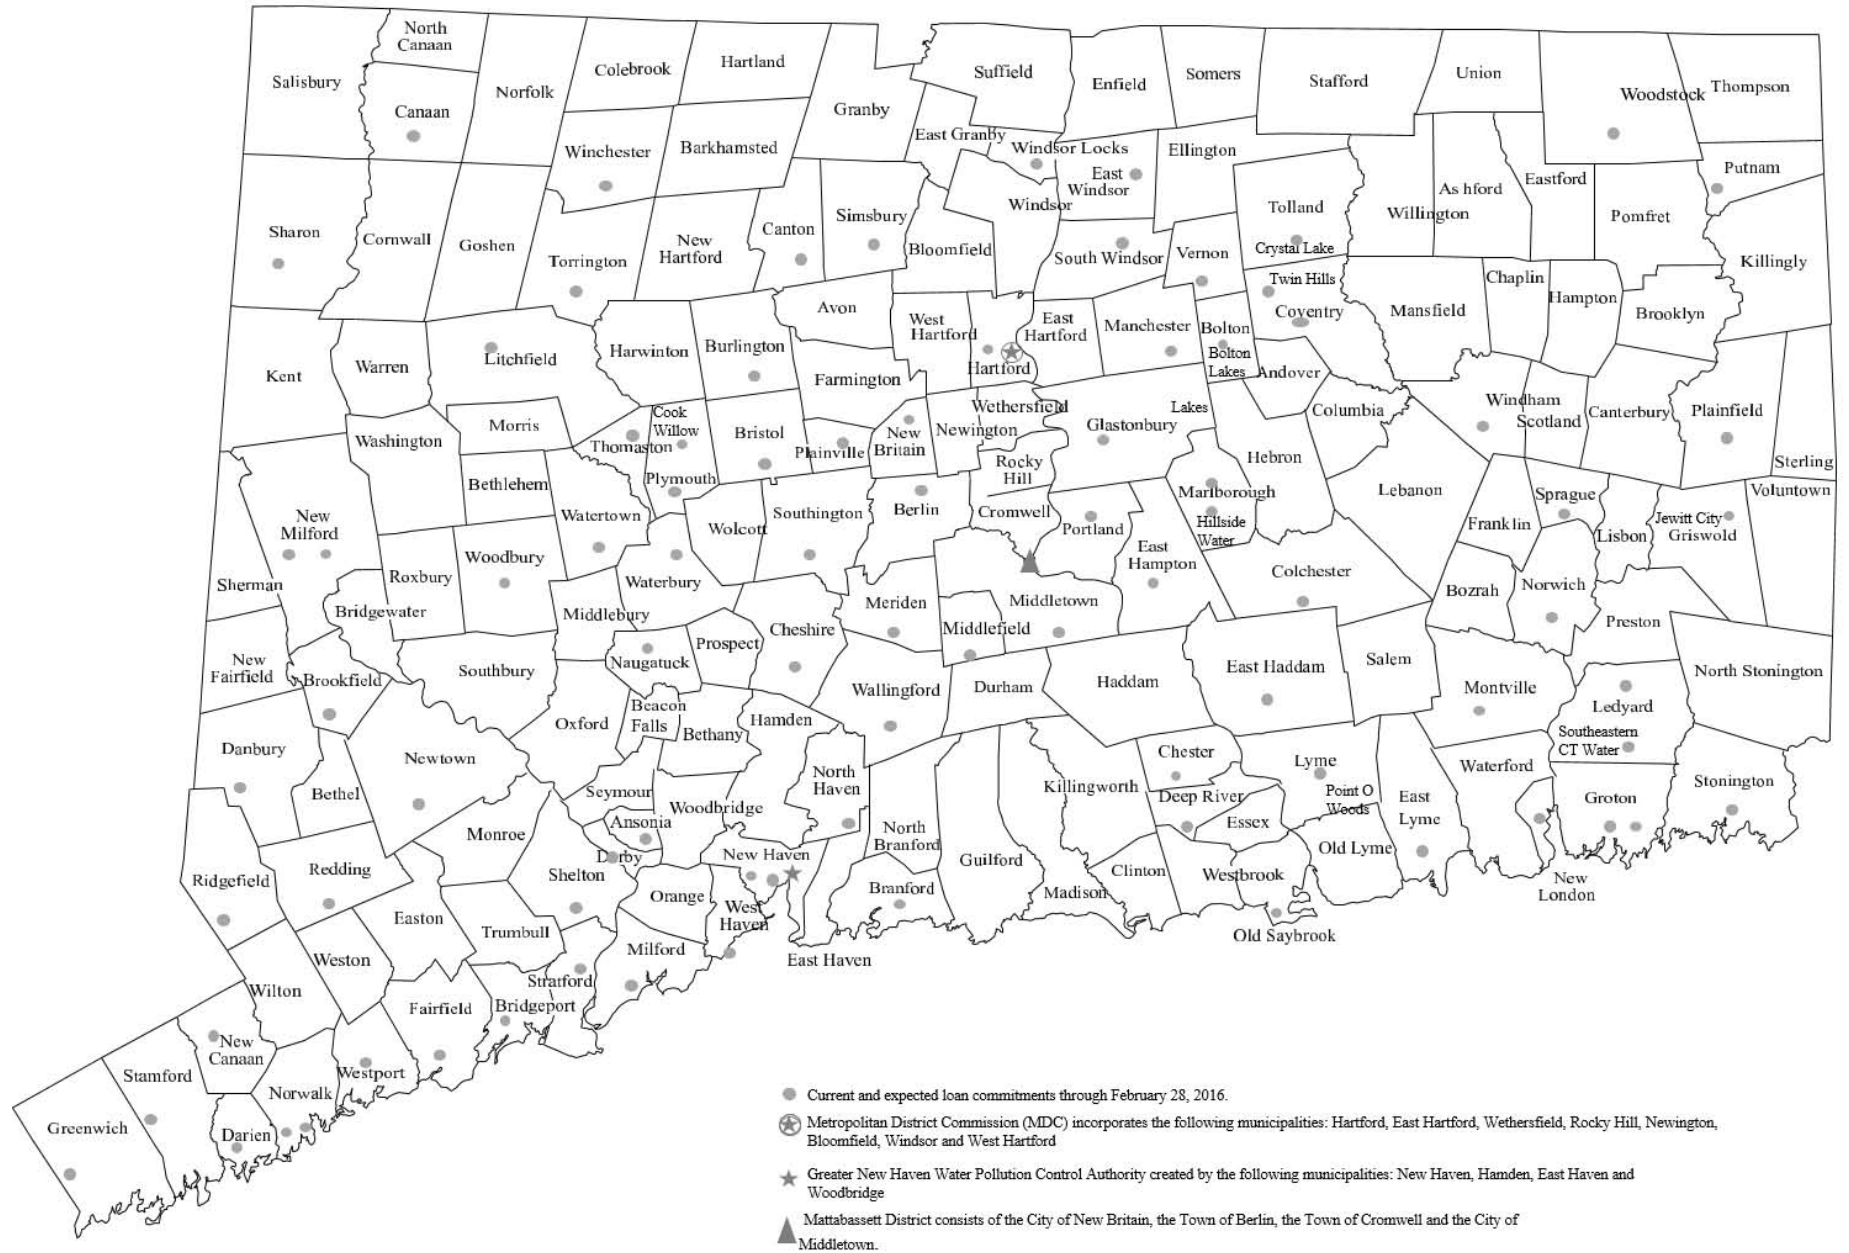 North
Canaan
Salisbury
Canaan
Norfolk
Colebrook
Hartland
Granby
Suffield
Enfield
Somers
Stafford
Union
Woodstock
Thompson
Winchester
Barkhamsted
East Granby
Windsor Locks
East
Windsor
Ellington
Windsor
Tolland
Crystal Lake
Willington
As hford
Eastford
Pomfret
Putnam
Killingly
Sharon
Cornwall
Goshen
Torrington
New
Hartford
Canton
Simsbury
Bloomfield
South Windsor
Vernon
Twin Hills
Coventry
Mansfield
Chaplin
Hampton
Brooklyn
Kent
Warren
Litchfield
Harwinton
Burlington
Avon
Farmington
West
Hartford
Hartford
East
Hartford
Manchester
Bolton
Bolton
Lakes
Andover
Columbia
Windham
Scotland
Canterbury
Plainfield
Sterling
Voluntown
Washington
Morris
Bethlehem
Thomaston
Cook
Willow
Plymouth
Bristol
Plainville
New
Britain
Newington
Wethersfield
Rocky
Hill
Glastonbury
Lakes
Hebron
Marlborough
Hillside
Water
Lebanon
Franklin
Sprague
Lisbon
Jewitt City
Griswold
New
Milford
Sherman
Bridgewater
Roxbury
Woodbury
Watertown
Waterbury
Middlebury
Wolcott
Southington
Berlin
Cromwell
Portland
East
Hampton
Colchester
Bozrah
Norwich
Preston
North Stonington
New
Fairfield
Brookfield
Southbury
Naugatuck
Prospect
Cheshire
Meriden
Middlefield
Middletown
Wallingford
Durham
Haddam
East Haddam
Salem
Montville
Ledyard
Southeastern
CT Water
Danbury
Bethel
Newtown
Oxford
Beacon
Falls
Bethany
Hamden
North
Haven
Seymour
Woodbridge
Ansonia
Derby
Killingworth
Chester
Deep River
Essex
Lyme
Point O
Woods
East
Lyme
Waterford
Groton
Stonington
Ridgefield
Redding
Monroe
Shelton
New Haven
Orange
West
Haven
North
Branford
Branford
Guilford
Madison
Clinton
Westbrook
Old Lyme
New
London
Old Saybrook
East Haven
Easton
Trumbull
Milford
Stratford
Bridgeport
Weston
Wilton
Fairfield
New
Canaan
Westport
Norwalk
Stamford
Darien
Greenwich
Current and expected loan commitments through February 28, 2016.
Metropolitan District Commission (MDC) incorporates the following municipalities: Hartford, East Hartford, Wethersfield, Rocky Hill, Newington,
Bloomfield, Windsor and West Hartford
Greater New Haven Water Pollution Control Authority created by the following municipalities: New Haven, Hamden, East Haven and
Woodbridge
Mattabassett District consists of the City of New Britain, the Town of Berlin, the Town of Cromwell and the City of
Middletown.